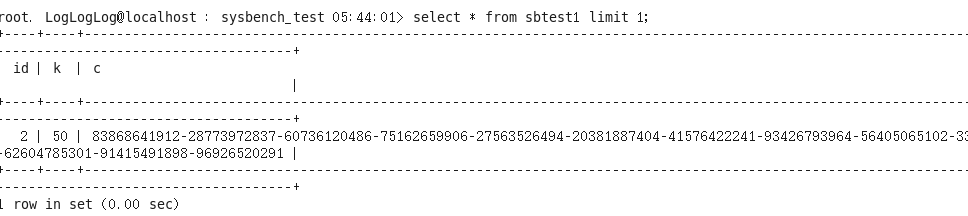 root. LogLogLog@localhost : sysbench_test 05:44:01> select * from sbtest1 limit 1;
+----+----+--------------------------------------------------------------------------------------------------------------
-------------------------------------+
id | k | c
|
+----+----+--------------------------------------------------------------------------------------------------------------
-------------------------------------+
2 | 50 | 83868641912-28773972837-60736120486-75162659906-27563526494-20381887404-41576422241-93426793964-56405065102-33
-62604785301-91415491898-96926520291 |
+----+----+--------------------------------------------------------------------------------------------------------------
-------------------------------------+
1 row in set (0.00 sec)